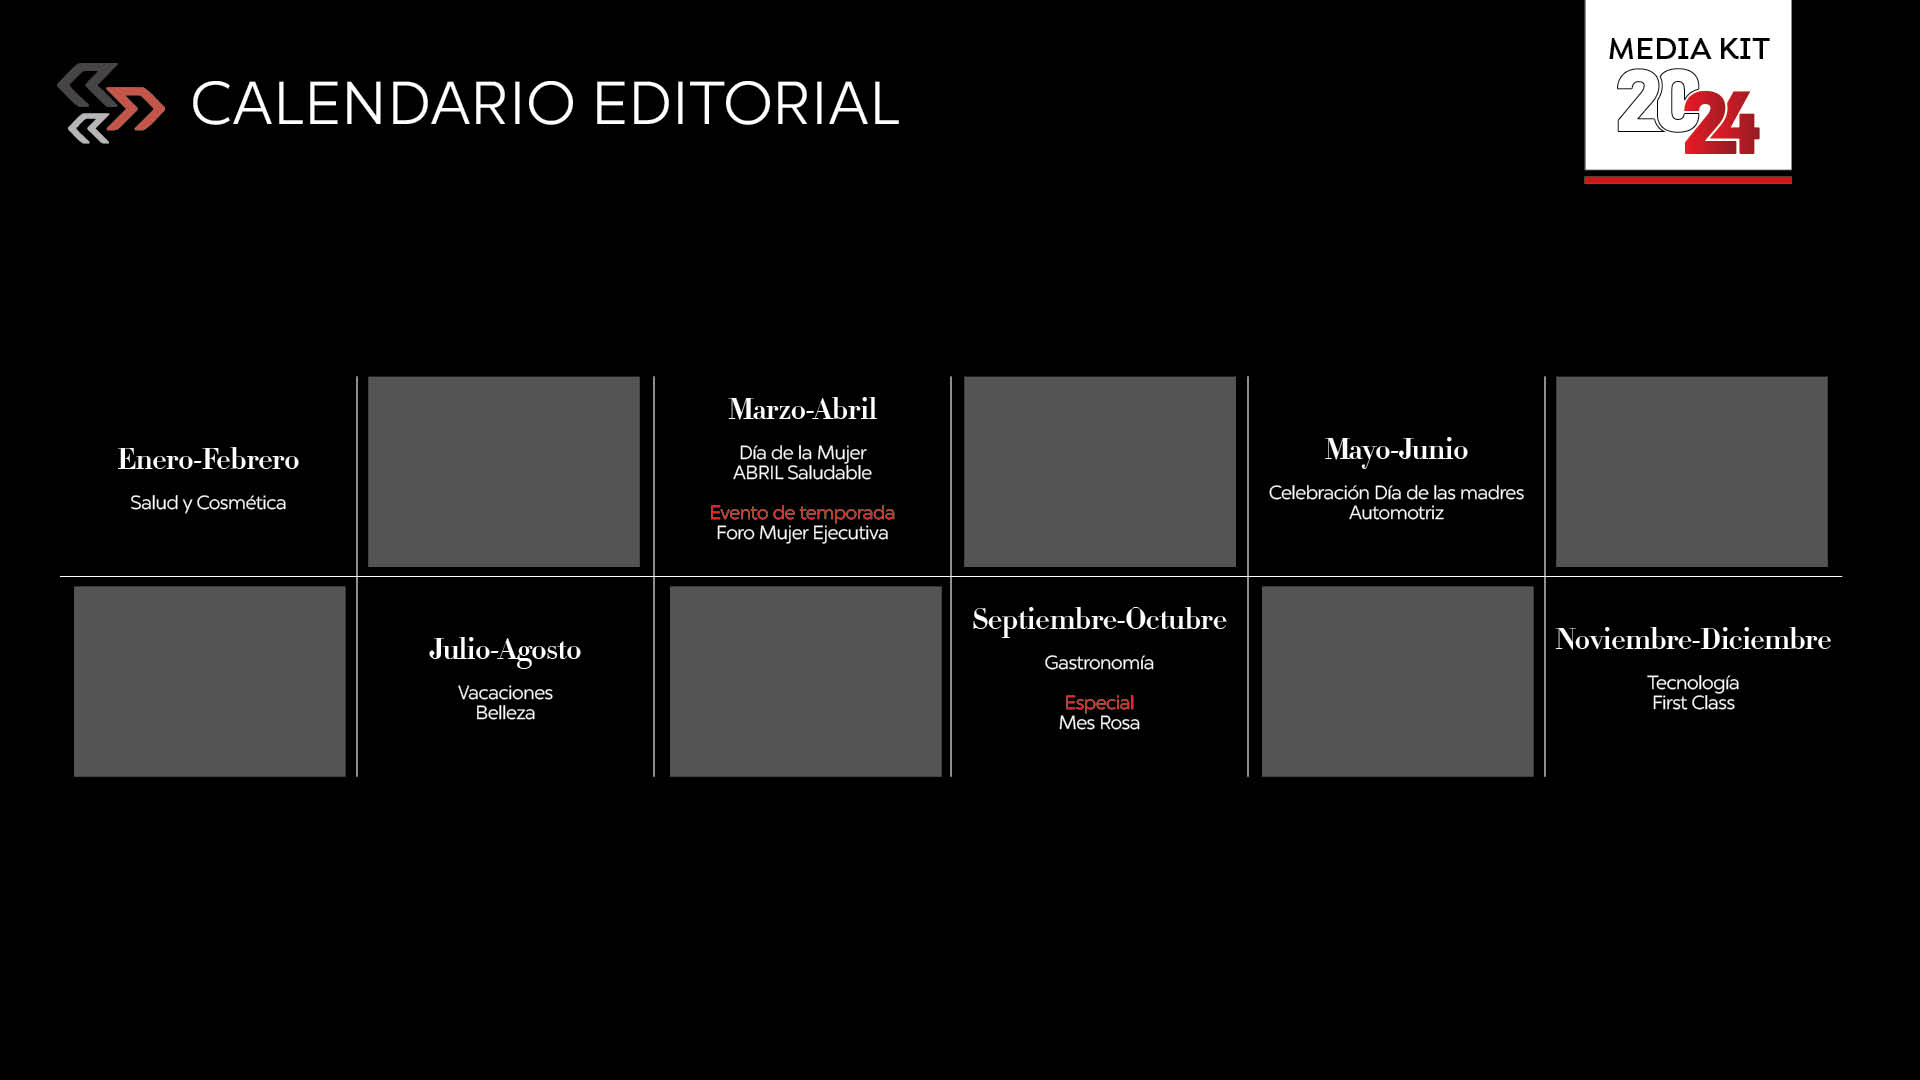 CALENDARIO EDITORIAL
MEDIA KIT
2024
Enero-Febrero
Salud y Cosmética
Marzo-Abril
Día de la Mujer
ABRIL Saludable
Evento de temporada
Foro Mujer Ejecutiva
Mayo-Junio
Celebración Día de las madres
Automotriz
Julio-Agosto
Vacaciones
Belleza
Septiembre-Octubre
Gastronomía
Especial
Mes Rosa
Noviembre-Diciembre
Tecnología
First Class